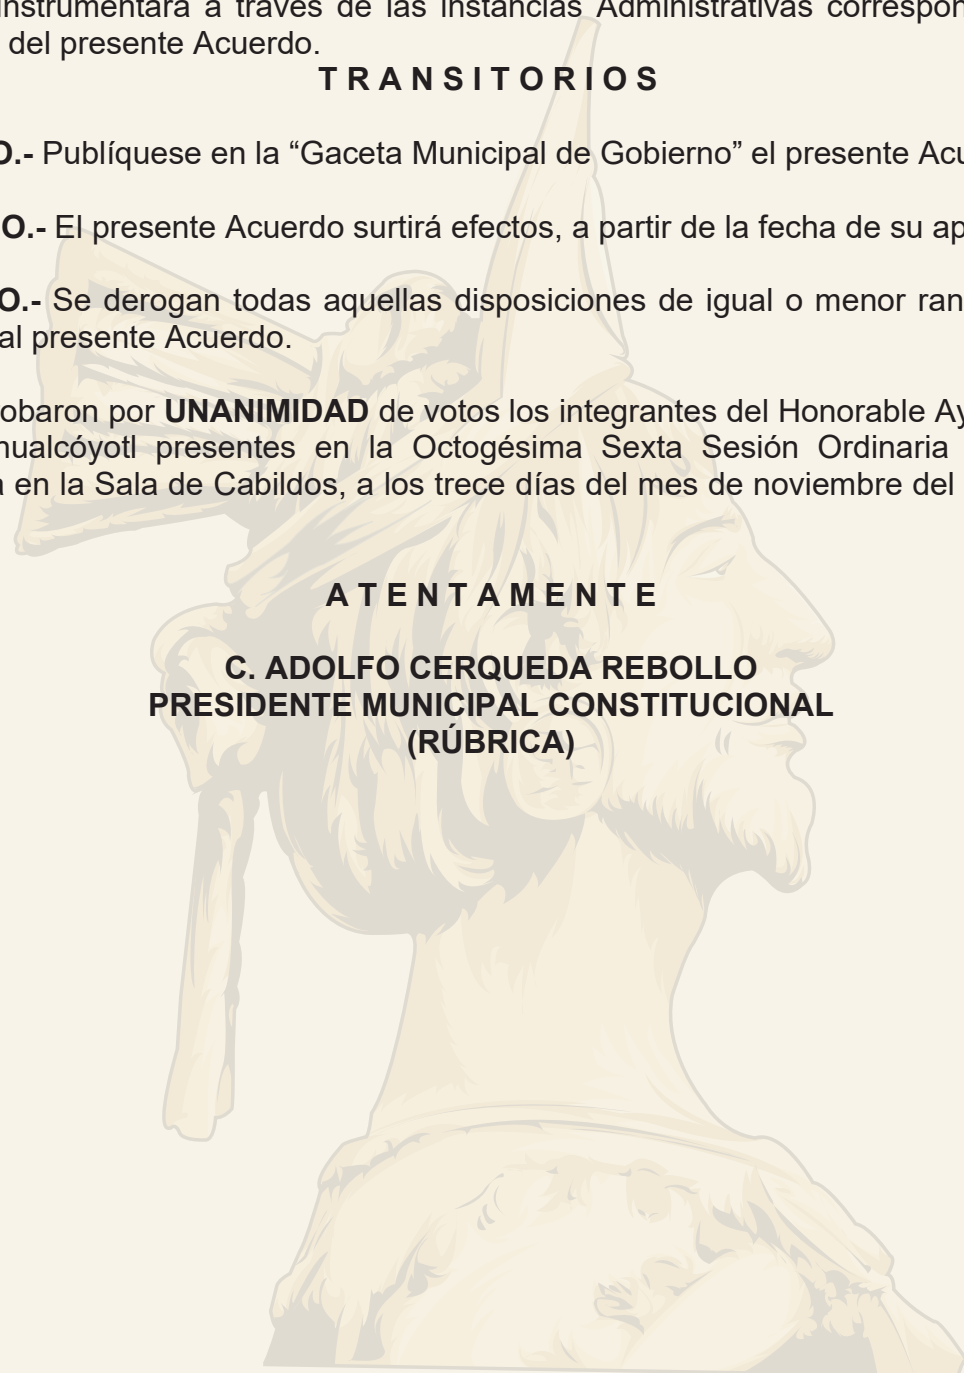 instrumentará a través de las instancias Administrativas correspon
del presente Acuerdo.
T R A N S I T O R I O S
O.- Publíquese en la “Gaceta Municipal de Gobierno” el presente Acu
O.- El presente Acuerdo surtirá efectos, a partir de la fecha de su ap
O.- Se derogan todas aquellas disposiciones de igual o menor ran
al presente Acuerdo.
obaron por UNANIMIDAD de votos los integrantes del Honorable Ay
hualcóyotl presentes en la Octogésima Sexta Sesión Ordinaria
a en la Sala de Cabildos, a los trece días del mes de noviembre del
A T E N T A M E N T E
C. ADOLFO CERQUEDA REBOLLO
PRESIDENTE MUNICIPAL CONSTITUCIONAL
(RÚBRICA)